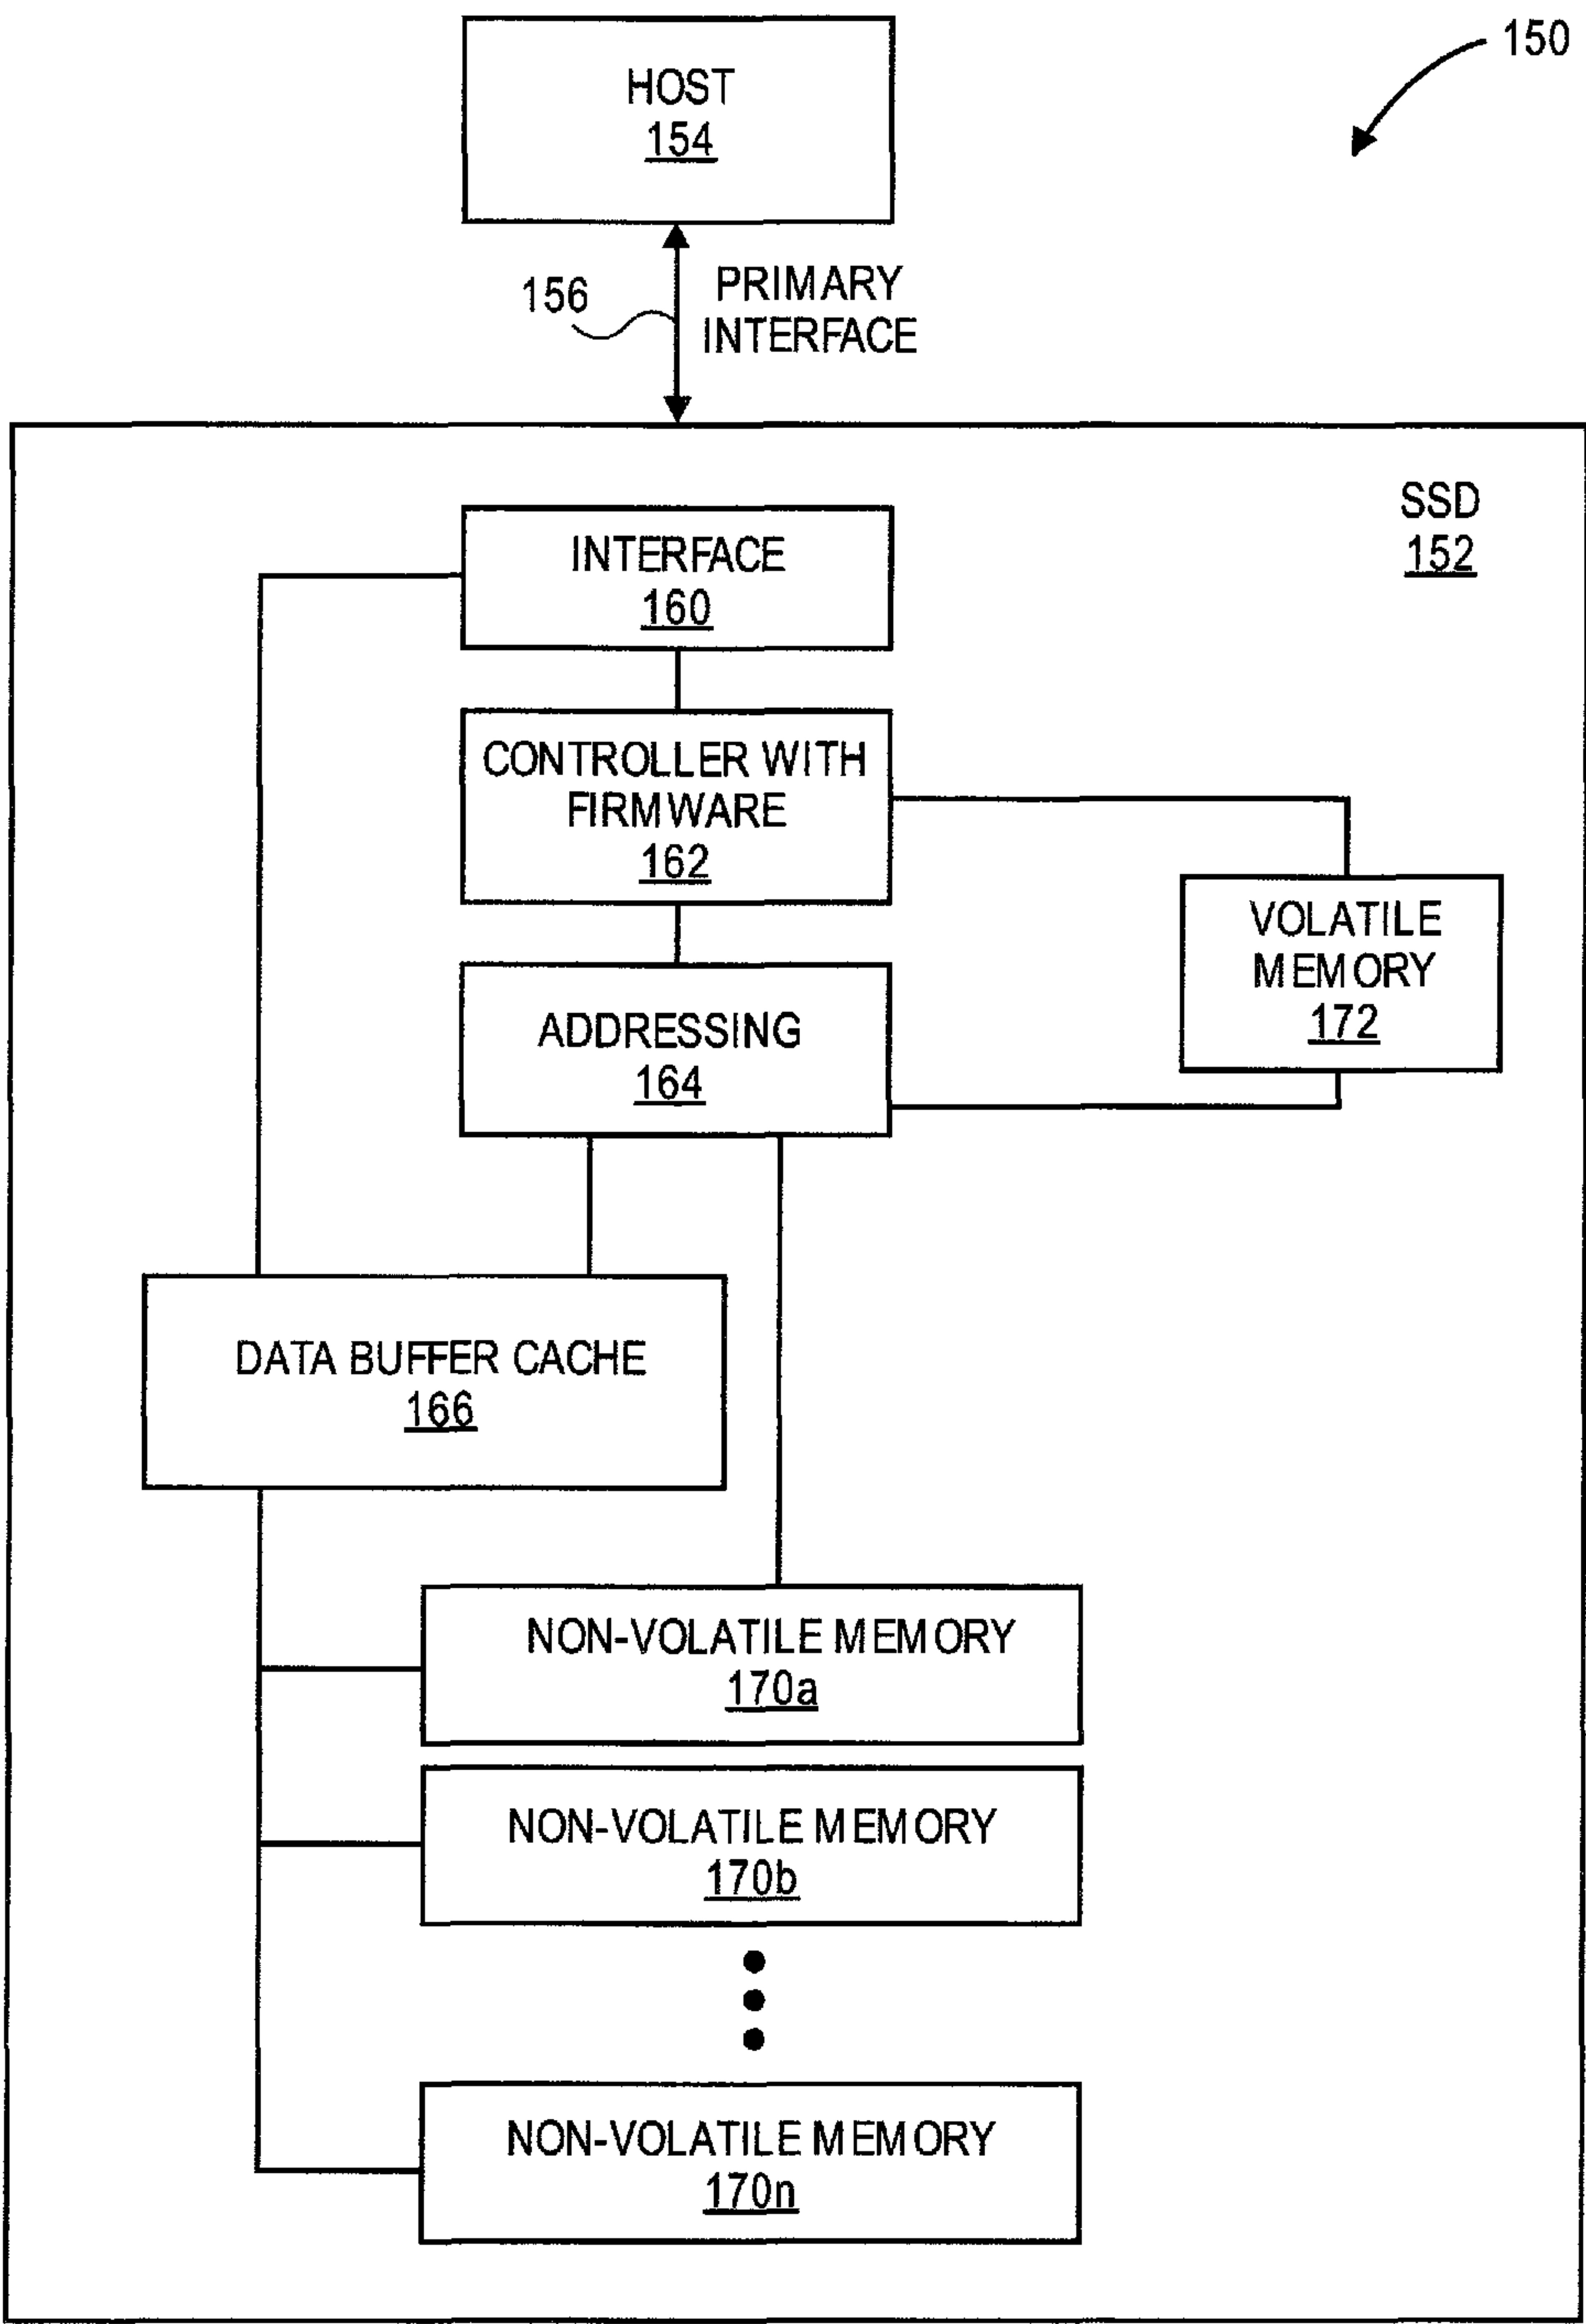 150
HOST
154
156
PRIMARY
INTERFACE
SSD
152
INTERFACE
160
CONTROLLER WITH
FIRMWARE
162
VOLATILE
MEMORY
172
ADDRESSING
164
DATA BUFFER CACHE
166
NON-VOLATILE MEMORY
170a
NON-VOLATILE MEMORY
170b
NON-VOLATILE MEMORY
170n